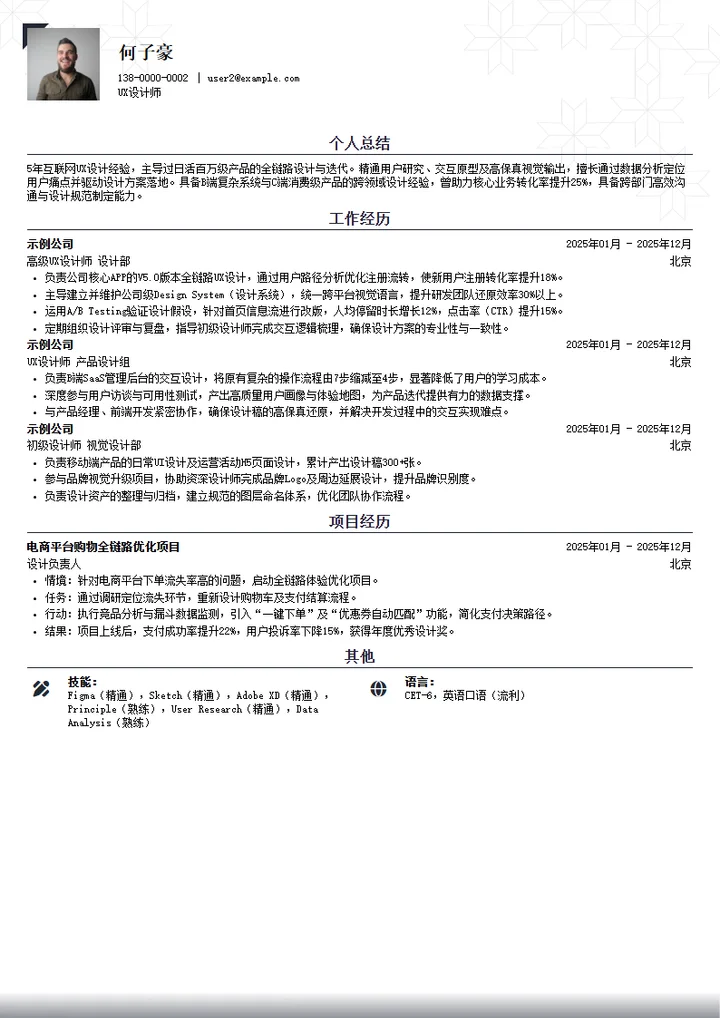 何子豪
138-0000-0002 | user2@example.com
UX设计师
个人总结
5年互联网UX设计经验，主导过日活百万级产品的全链路设计与迭代。精通用户研究、交互原型及高保真视觉输出，擅长通过数据分析定位
用户痛点并驱动设计方案落地。具备B端复杂系统与C端消费级产品的跨领域设计经验，曾助力核心业务转化率提升25%，具备跨部门高效沟
通与设计规范制定能力。
工作经历
示例公司 2025年01月 - 2025年12月
高级UX设计师 设计部 北京
• 负责公司核心APP的V5.0版本全链路UX设计，通过用户路径分析优化注册流转，使新用户注册转化率提升18%。
• 主导建立并维护公司级Design System（设计系统），统一跨平台视觉语言，提升研发团队还原效率30%以上。
• 运用A/B Testing验证设计假设，针对首页信息流进行改版，人均停留时长增长12%，点击率（CTR）提升15%。
• 定期组织设计评审与复盘，指导初级设计师完成交互逻辑梳理，确保设计方案的专业性与一致性。
示例公司 2025年01月 - 2025年12月
UX设计师 产品设计组 北京
• 负责B端SaaS管理后台的交互设计，将原有复杂的操作流程由7步缩减至4步，显著降低了用户的学习成本。
• 深度参与用户访谈与可用性测试，产出高质量用户画像与体验地图，为产品迭代提供有力的数据支撑。
• 与产品经理、前端开发紧密协作，确保设计稿的高保真还原，并解决开发过程中的交互实现难点。
示例公司 2025年01月 - 2025年12月
初级设计师 视觉设计部 北京
• 负责移动端产品的日常UI设计及运营活动H5页面设计，累计产出设计稿300+张。
• 参与品牌视觉升级项目，协助资深设计师完成品牌Logo及周边延展设计，提升品牌识别度。
• 负责设计资产的整理与归档，建立规范的图层命名体系，优化团队协作流程。
项目经历
电商平台购物全链路优化项目 2025年01月 - 2025年12月
设计负责人 北京
• 情境：针对电商平台下单流失率高的问题，启动全链路体验优化项目。
• 任务：通过调研定位流失环节，重新设计购物车及支付结算流程。
• 行动：执行竞品分析与漏斗数据监测，引入“一键下单”及“优惠券自动匹配”功能，简化支付决策路径。
• 结果：项目上线后，支付成功率提升22%，用户投诉率下降15%，获得年度优秀设计奖。
其他
技能：
Figma（精通），Sketch（精通），Adobe XD（精通），
Principle（熟练），User Research（精通），Data
Analysis（熟练）
语言：
CET-6，英语口语（流利）